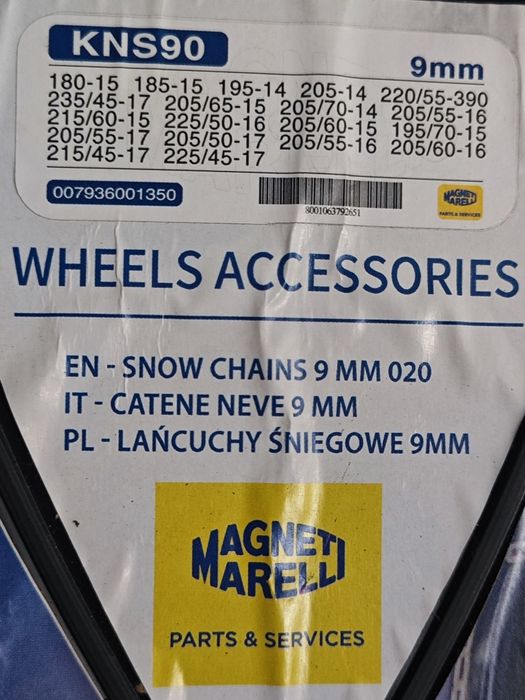 KNS90
9mm
180-15 185-15 195-14 205-14 220/55-390
235/45-17 205/65-15 205/70-14 205/55-16
215/60-15 225/50-16 205/60-15 195/70-15
205/55-17 205/50-17 205/55-16 205/60-16
215/45-17 225/45-17
007936001350
8001063792651
MAGNETI
MARELLI
PARTS & SERVICES
WHEELS ACCESSORIES
EN - SNOW CHAINS 9 MM 020
IT - CATENE NEVE 9 MM
PL - LAŃCUCHY ŚNIEGOWE 9MM
MAGNETI
MARELLI
PARTS & SERVICES